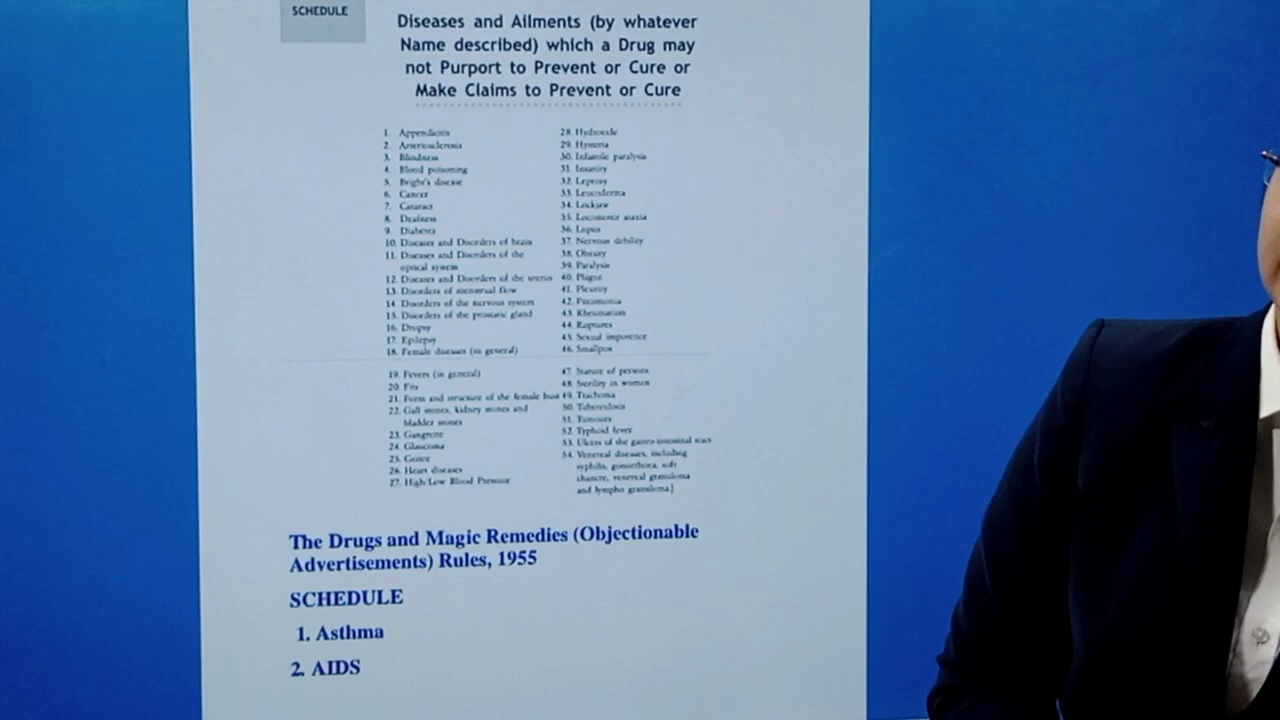 SCHEDULE
Diseases and Ailments (by whatever
Name described) which a Drug may
not Purport to Prevent or Cure or
Make Claims to Prevent or Cure
1. Appendicitis
2. Arteriosclerosis
3. Blindness
4. Blood poisoning
5. Bright's disease
6. Cancer
7. Cataract
8. Deafness
9. Diabetes
10. Diseases and Disorders of brain
11. Diseases and Disorders of the
optical system
12. Diseases and Disorders of the uterus
13. Disorders of menstrual flow
14. Disorders of the nervous system
15. Disorders of the prostatic gland
16. Dropsy
17. Epilepsy
18. Female diseases (in general)
19. Fevers (in general)
20. Fits
21. Form and structure of the female bust
22. Gall stones, kidney stones and
bladder stones
23. Gangrene
24. Glaucoma
25. Goitre
26. Heart diseases
27. High/Low Blood Pressure
28. Hydrocele
29. Hysteria
30. Infantile paralysis
31. Insanity
32. Leprosy
33. Leucoderma
34. Lockjaw
35. Locomotor ataxia
36. Lupus
37. Nervous debility
38. Obesity
39. Paralysis
40. Plague
41. Pleurisy
42. Pneumonia
43. Rheumatism
44. Ruptures
45. Sexual impotence
46. Smallpox
47. Stature of persons
48. Sterility in women
49. Trachoma
50. Tuberculosis
51. Tumours
52. Typhoid fever
53. Ulcers of the gastro-intestinal tract
54. Venereal diseases, including
syphilis, gonorrhoea, soft
chancre, venereal granuloma
and lympho granuloma]
The Drugs and Magic Remedies (Objectionable
Advertisements) Rules, 1955
SCHEDULE
1. Asthma
2. AIDS